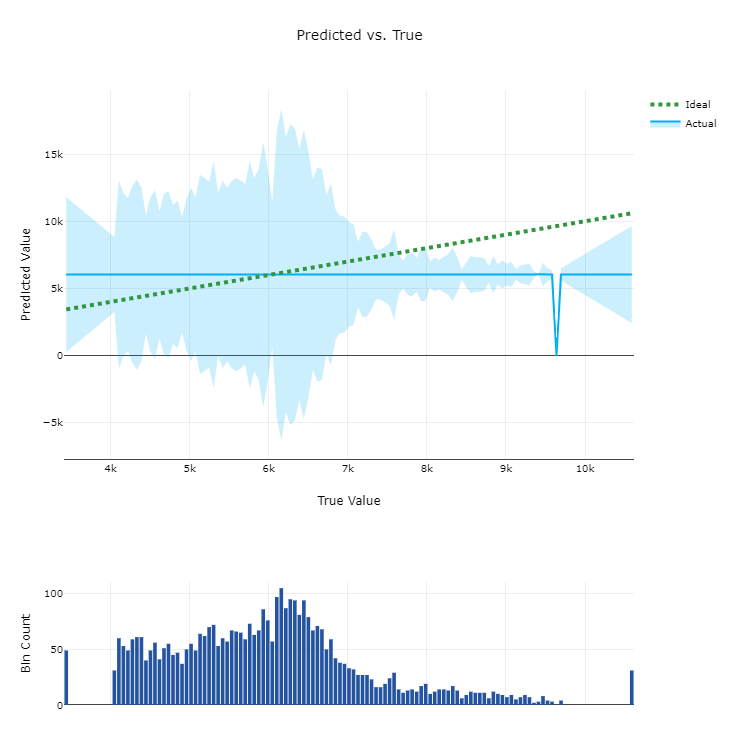 Predicted vs. True
Ideal
Actual
15k
10k
5k
0
−5k
Predicted Value
4k 5k 6k 7k 8k 9k 10k
True Value
100
50
0
Bin Count